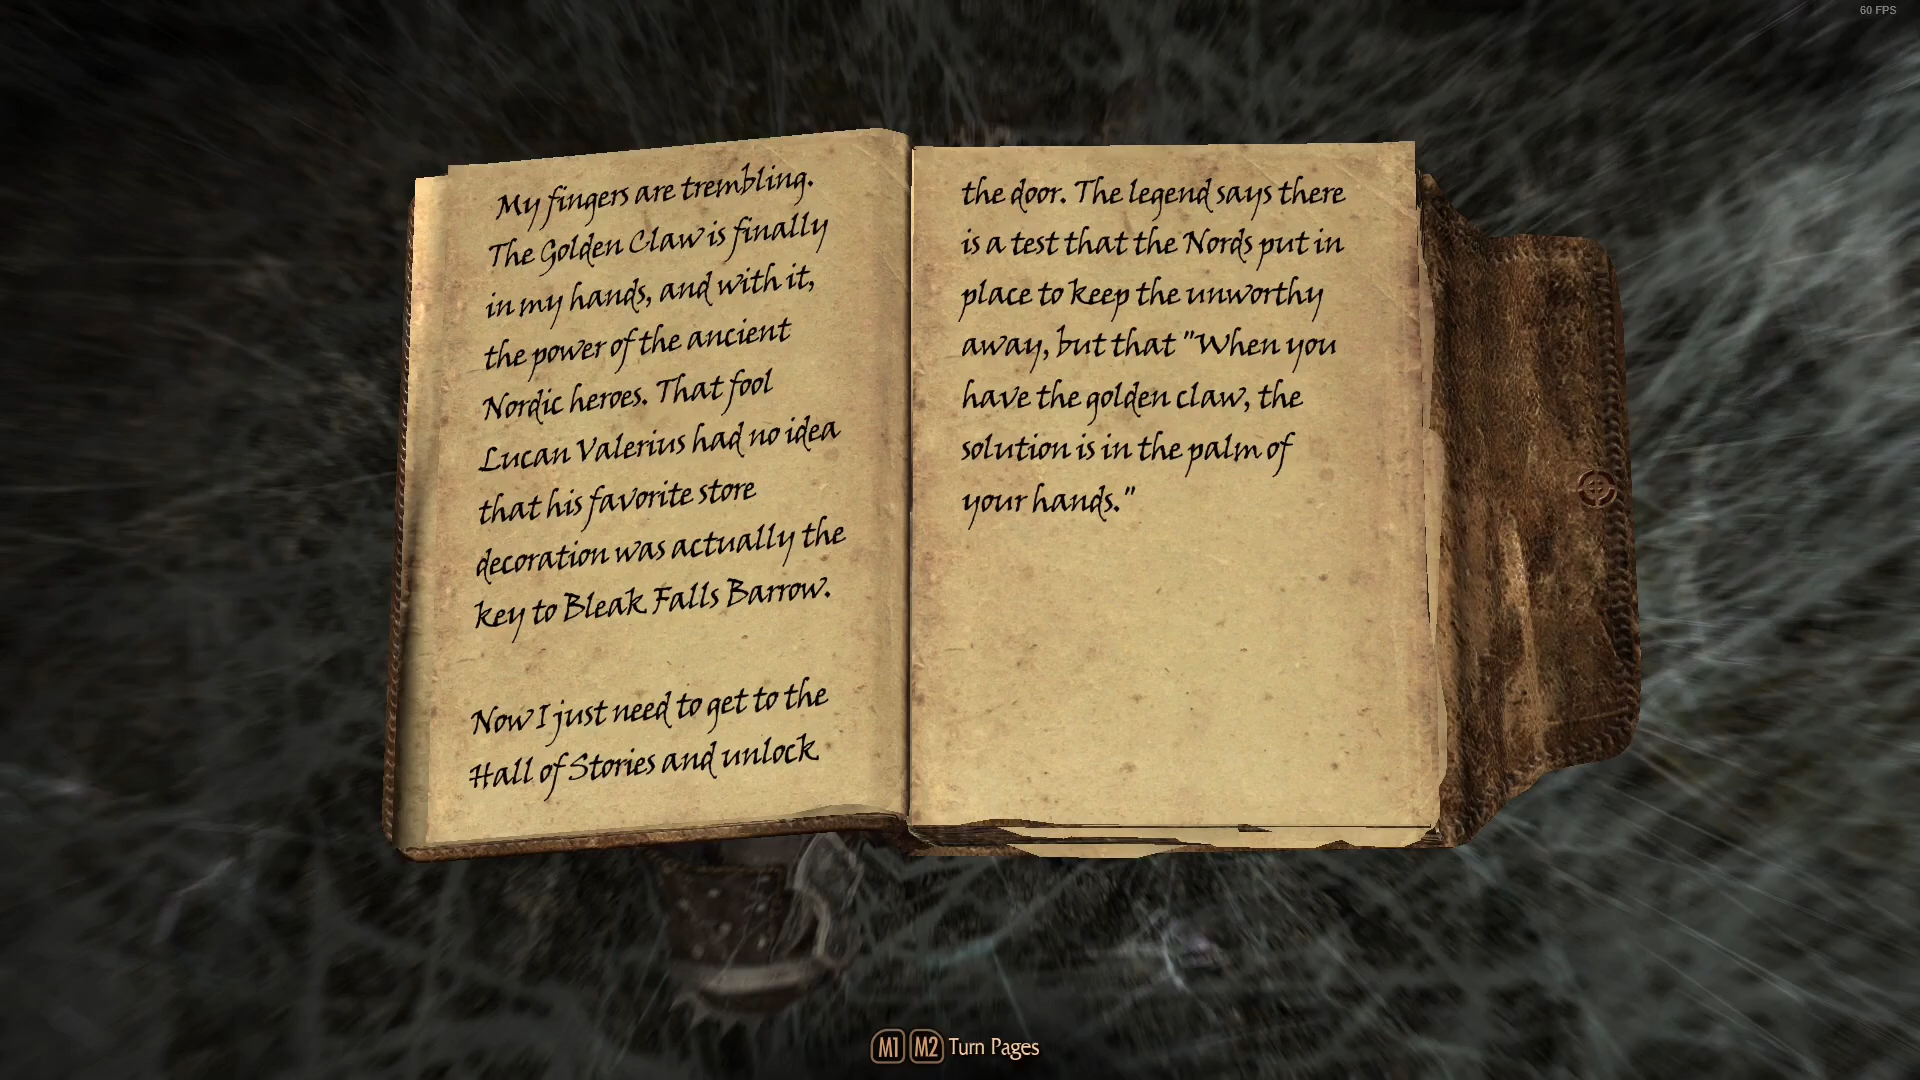 60 FPS
My fingers are trembling.
The Golden Claw is finally
in my hands, and with it,
the power of the ancient
Nordic heroes. That fool
Lucan Valerius had no idea
that his favorite store
decoration was actually the
key to Bleak Falls Barrow.
Now I just need to get to the
Hall of Stories and unlock
the door. The legend says there
is a test that the Nords put in
place to keep the unworthy
away, but that "When you
have the golden claw, the
solution is in the palm of
your hands."
M1 M2 Turn Pages